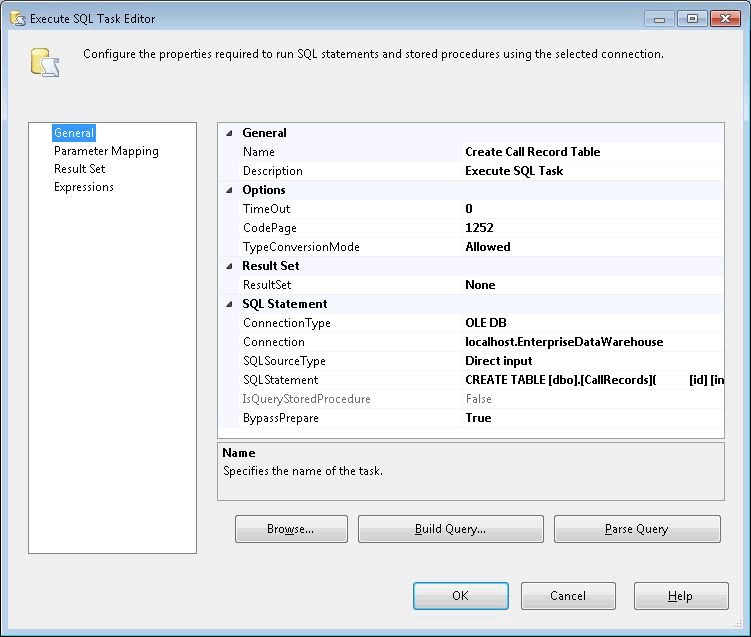 Execute SQL Task Editor
Configure the properties required to run SQL statements and stored procedures using the selected connection.
General
Parameter Mapping
Result Set
Expressions
General
Name Create Call Record Table
Description Execute SQL Task
Options
TimeOut 0
CodePage 1252
TypeConversionMode Allowed
Result Set
ResultSet None
SQL Statement
ConnectionType OLE DB
Connection localhost.EnterpriseDataWarehouse
SQLSourceType Direct input
SQLStatement CREATE TABLE [dbo].[CallRecords]( [id] [in
IsQueryStoredProcedure False
BypassPrepare True
Name
Specifies the name of the task.
Browse... Build Query... Parse Query
OK Cancel Help